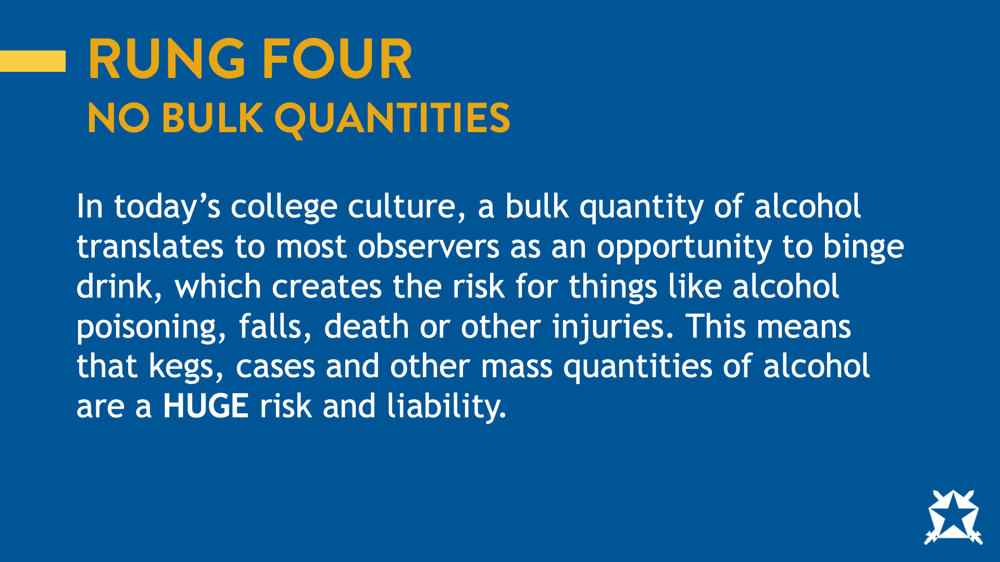 RUNG FOUR
NO BULK QUANTITIES
In today’s college culture, a bulk quantity of alcohol
translates to most observers as an opportunity to binge
drink, which creates the risk for things like alcohol
poisoning, falls, death or other injuries. This means
that kegs, cases and other mass quantities of alcohol
are a HUGE risk and liability.